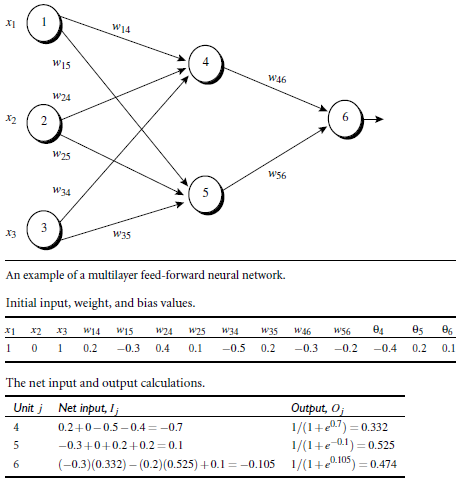 x1
1
w14
w15
4
w24
w46
x2
2
6
w25
w56
w34
5
x3
3
w35
An example of a multilayer feed-forward neural network.
Initial input, weight, and bias values.
x1 x2 x3 w14 w15 w24 w25 w34 w35 w46 w56 θ4 θ5 θ6
1 0 1 0.2 −0.3 0.4 0.1 −0.5 0.2 −0.3 −0.2 −0.4 0.2 0.1
The net input and output calculations.
Unit j Net input, Ij Output, Oj
4 0.2 + 0 − 0.5 − 0.4 = −0.7 1/(1 + e^0.7) = 0.332
5 −0.3 + 0 + 0.2 + 0.2 = 0.1 1/(1 + e^−0.1) = 0.525
6 (−0.3)(0.332) − (0.2)(0.525) + 0.1 = −0.105 1/(1 + e^0.105) = 0.474